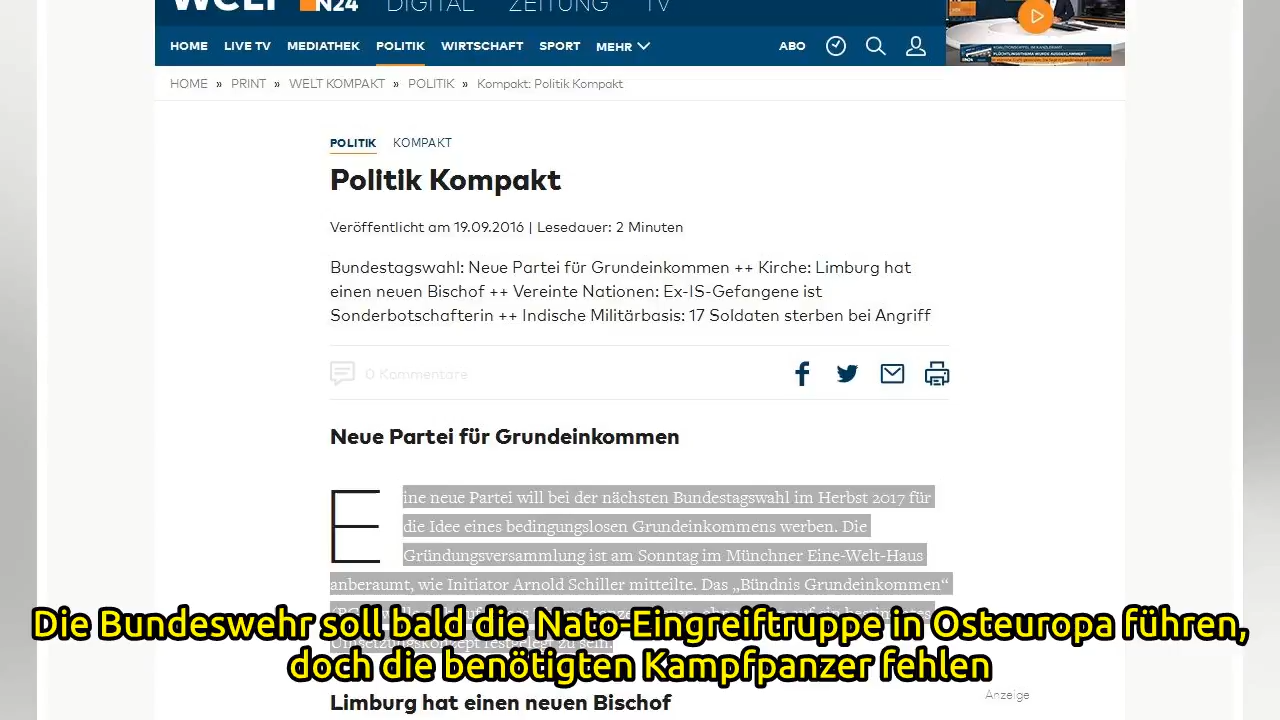 WELT N24 DIGITAL ZEITUNG TV
HOME LIVE TV MEDIATHEK POLITIK WIRTSCHAFT SPORT MEHR ABO
HOME » PRINT » WELT KOMPAKT » POLITIK » Kompakt: Politik Kompakt
POLITIK KOMPAKT
Politik Kompakt
Veröffentlicht am 19.09.2016 | Lesedauer: 2 Minuten
Bundestagswahl: Neue Partei für Grundeinkommen ++ Kirche: Limburg hat
einen neuen Bischof ++ Vereinte Nationen: Ex-IS-Gefangene ist
Sonderbotschafterin ++ Indische Militärbasis: 17 Soldaten sterben bei Angriff
0 Kommentare
Neue Partei für Grundeinkommen
Eine neue Partei will bei der nächsten Bundestagswahl im Herbst 2017 für
die Idee eines bedingungslosen Grundeinkommens werben. Die
Gründungsversammlung ist am Sonntag im Münchner Eine-Welt-Haus
anberaumt, wie Initiator Arnold Schiller mitteilte. Das „Bündnis Grundeinkommen“
Die Bundeswehr soll bald die Nato-Eingreiftruppe in Osteuropa führen,
doch die benötigten Kampfpanzer fehlen
Anzeige
Limburg hat einen neuen Bischof